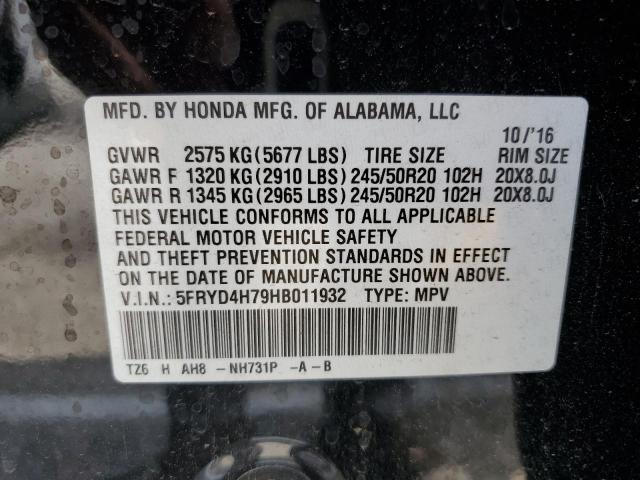 MFD. BY HONDA MFG. OF ALABAMA, LLC
10/'16
GVWR 2575 KG(5677 LBS) TIRE SIZE RIM SIZE
GAWR F 1320 KG(2910 LBS) 245/50R20 102H 20X8.0J
GAWR R 1345 KG(2965 LBS) 245/50R20 102H 20X8.0J
THIS VEHICLE CONFORMS TO ALL APPLICABLE
FEDERAL MOTOR VEHICLE SAFETY
AND THEFT PREVENTION STANDARDS IN EFFECT
ON THE DATE OF MANUFACTURE SHOWN ABOVE.
V.I.N.: 5FRYD4H79HB011932 TYPE: MPV
TZ6 H AH8 -NH731P -A-B